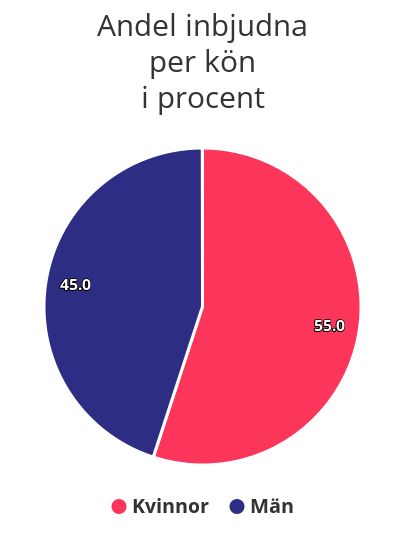 Andel inbjudna
per kön
i procent
45.0
55.0
Kvinnor Män